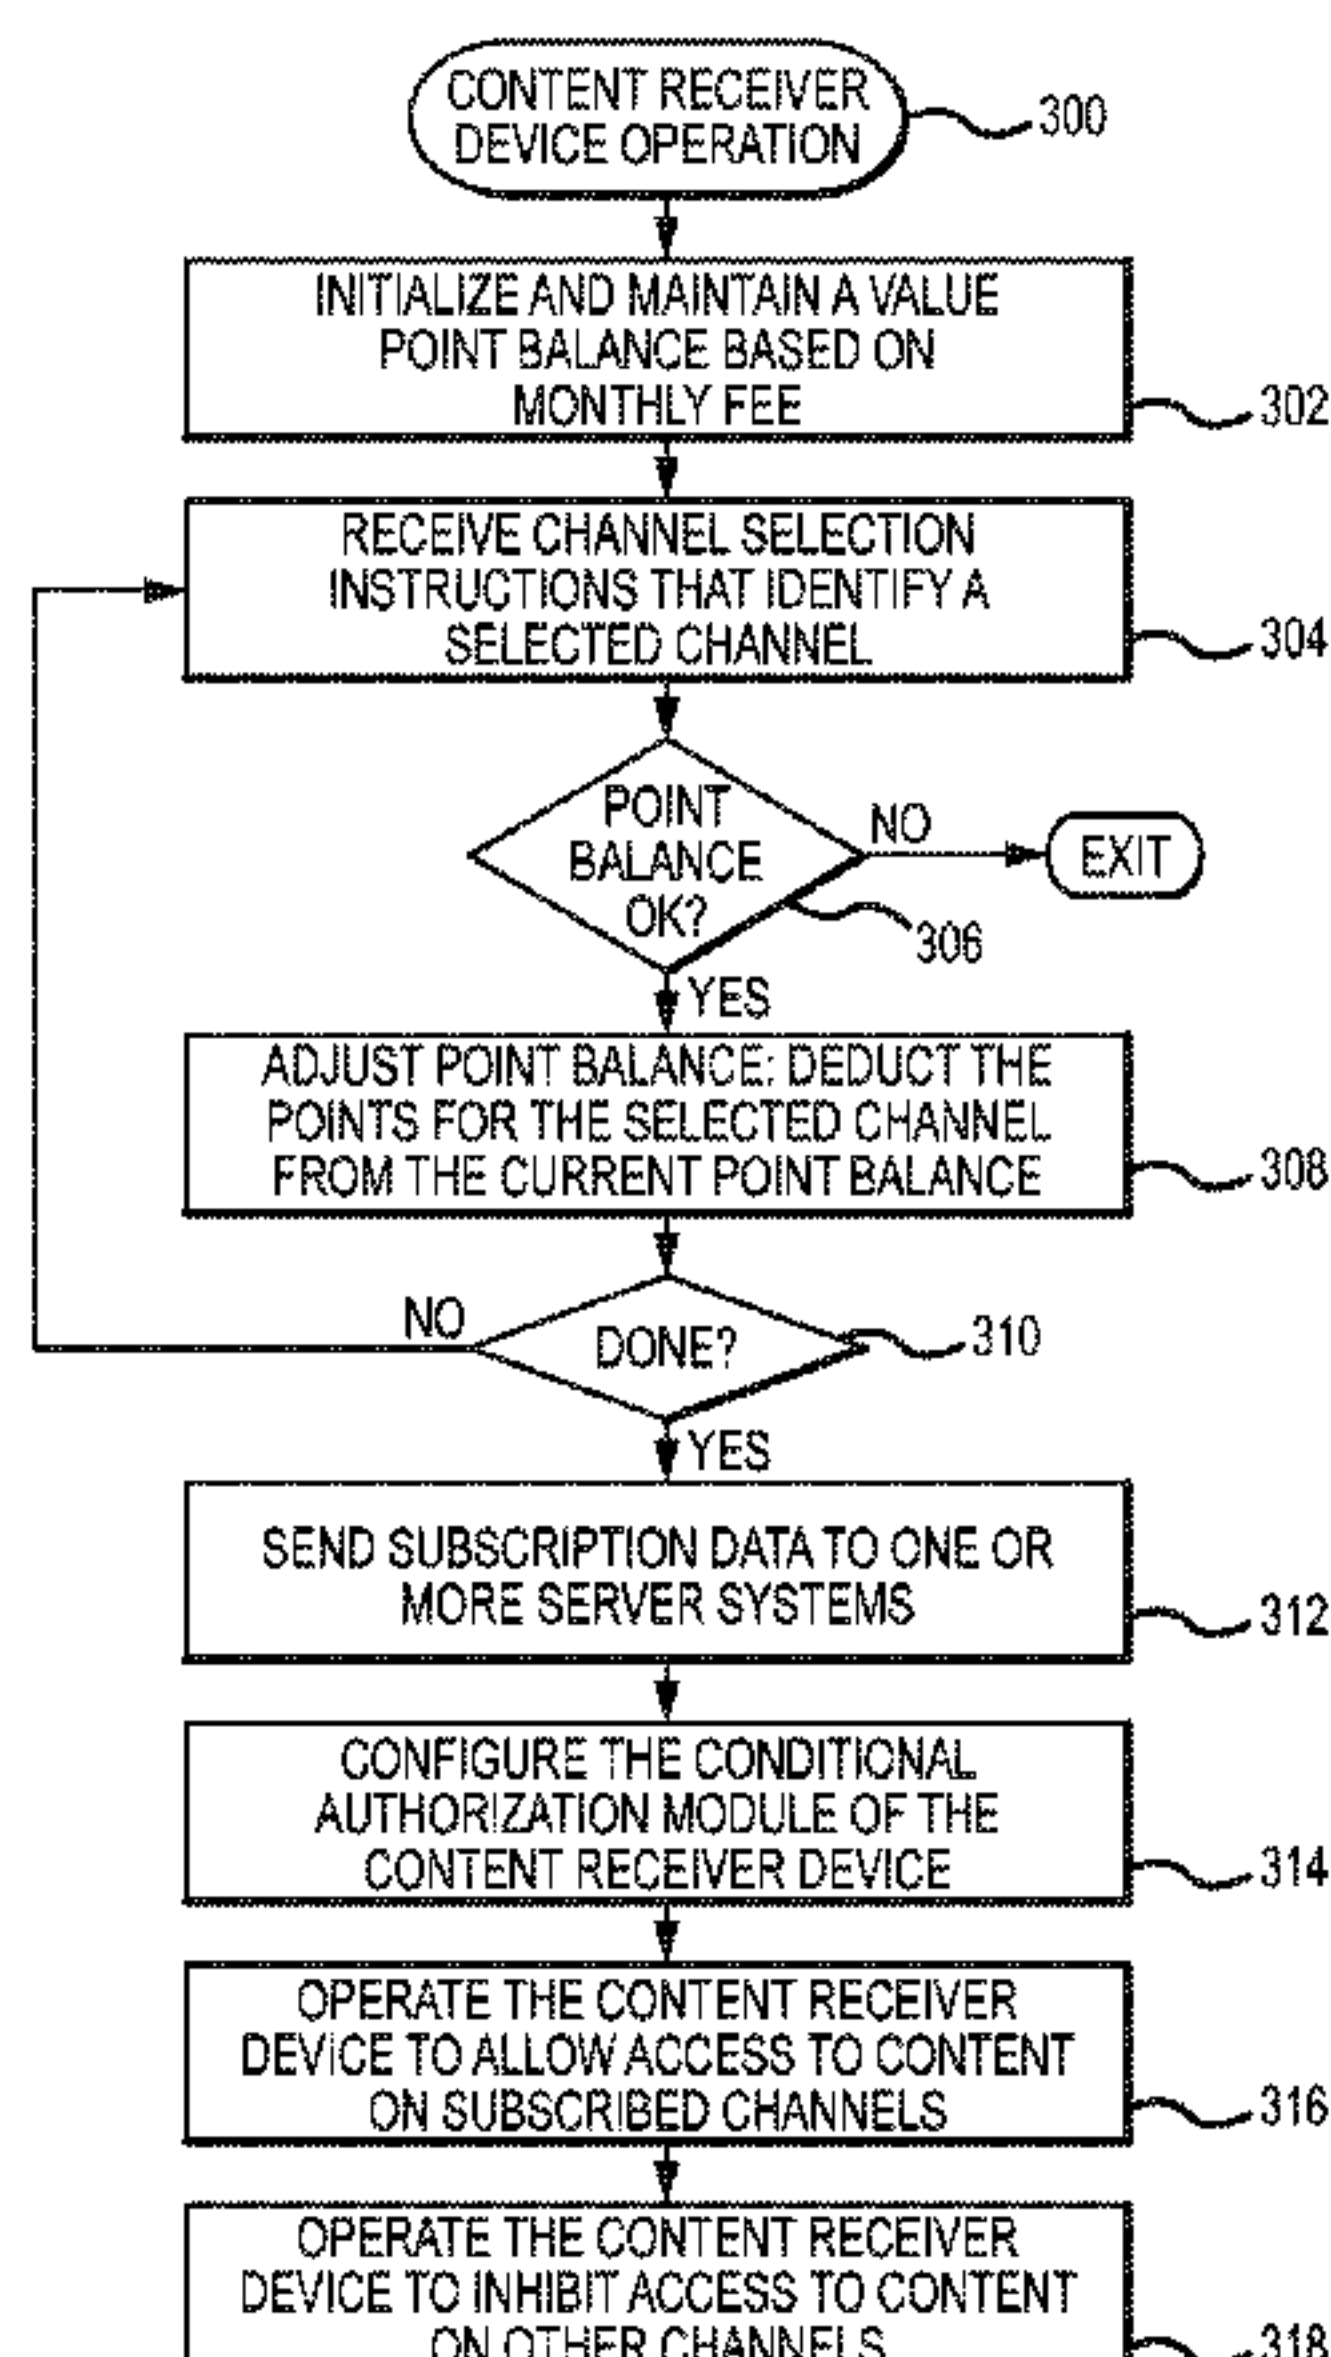 CONTENT RECEIVER
DEVICE OPERATION
300
INITIALIZE AND MAINTAIN A VALUE
POINT BALANCE BASED ON
MONTHLY FEE
302
RECEIVE CHANNEL SELECTION
INSTRUCTIONS THAT IDENTIFY A
SELECTED CHANNEL
304
POINT
BALANCE
OK?
NO
EXIT
306
YES
ADJUST POINT BALANCE: DEDUCT THE
POINTS FOR THE SELECTED CHANNEL
FROM THE CURRENT POINT BALANCE
308
NO
DONE?
310
YES
SEND SUBSCRIPTION DATA TO ONE OR
MORE SERVER SYSTEMS
312
CONFIGURE THE CONDITIONAL
AUTHORIZATION MODULE OF THE
CONTENT RECEIVER DEVICE
314
OPERATE THE CONTENT RECEIVER
DEVICE TO ALLOW ACCESS TO CONTENT
ON SUBSCRIBED CHANNELS
316
OPERATE THE CONTENT RECEIVER
DEVICE TO INHIBIT ACCESS TO CONTENT
ON OTHER CHANNELS
318